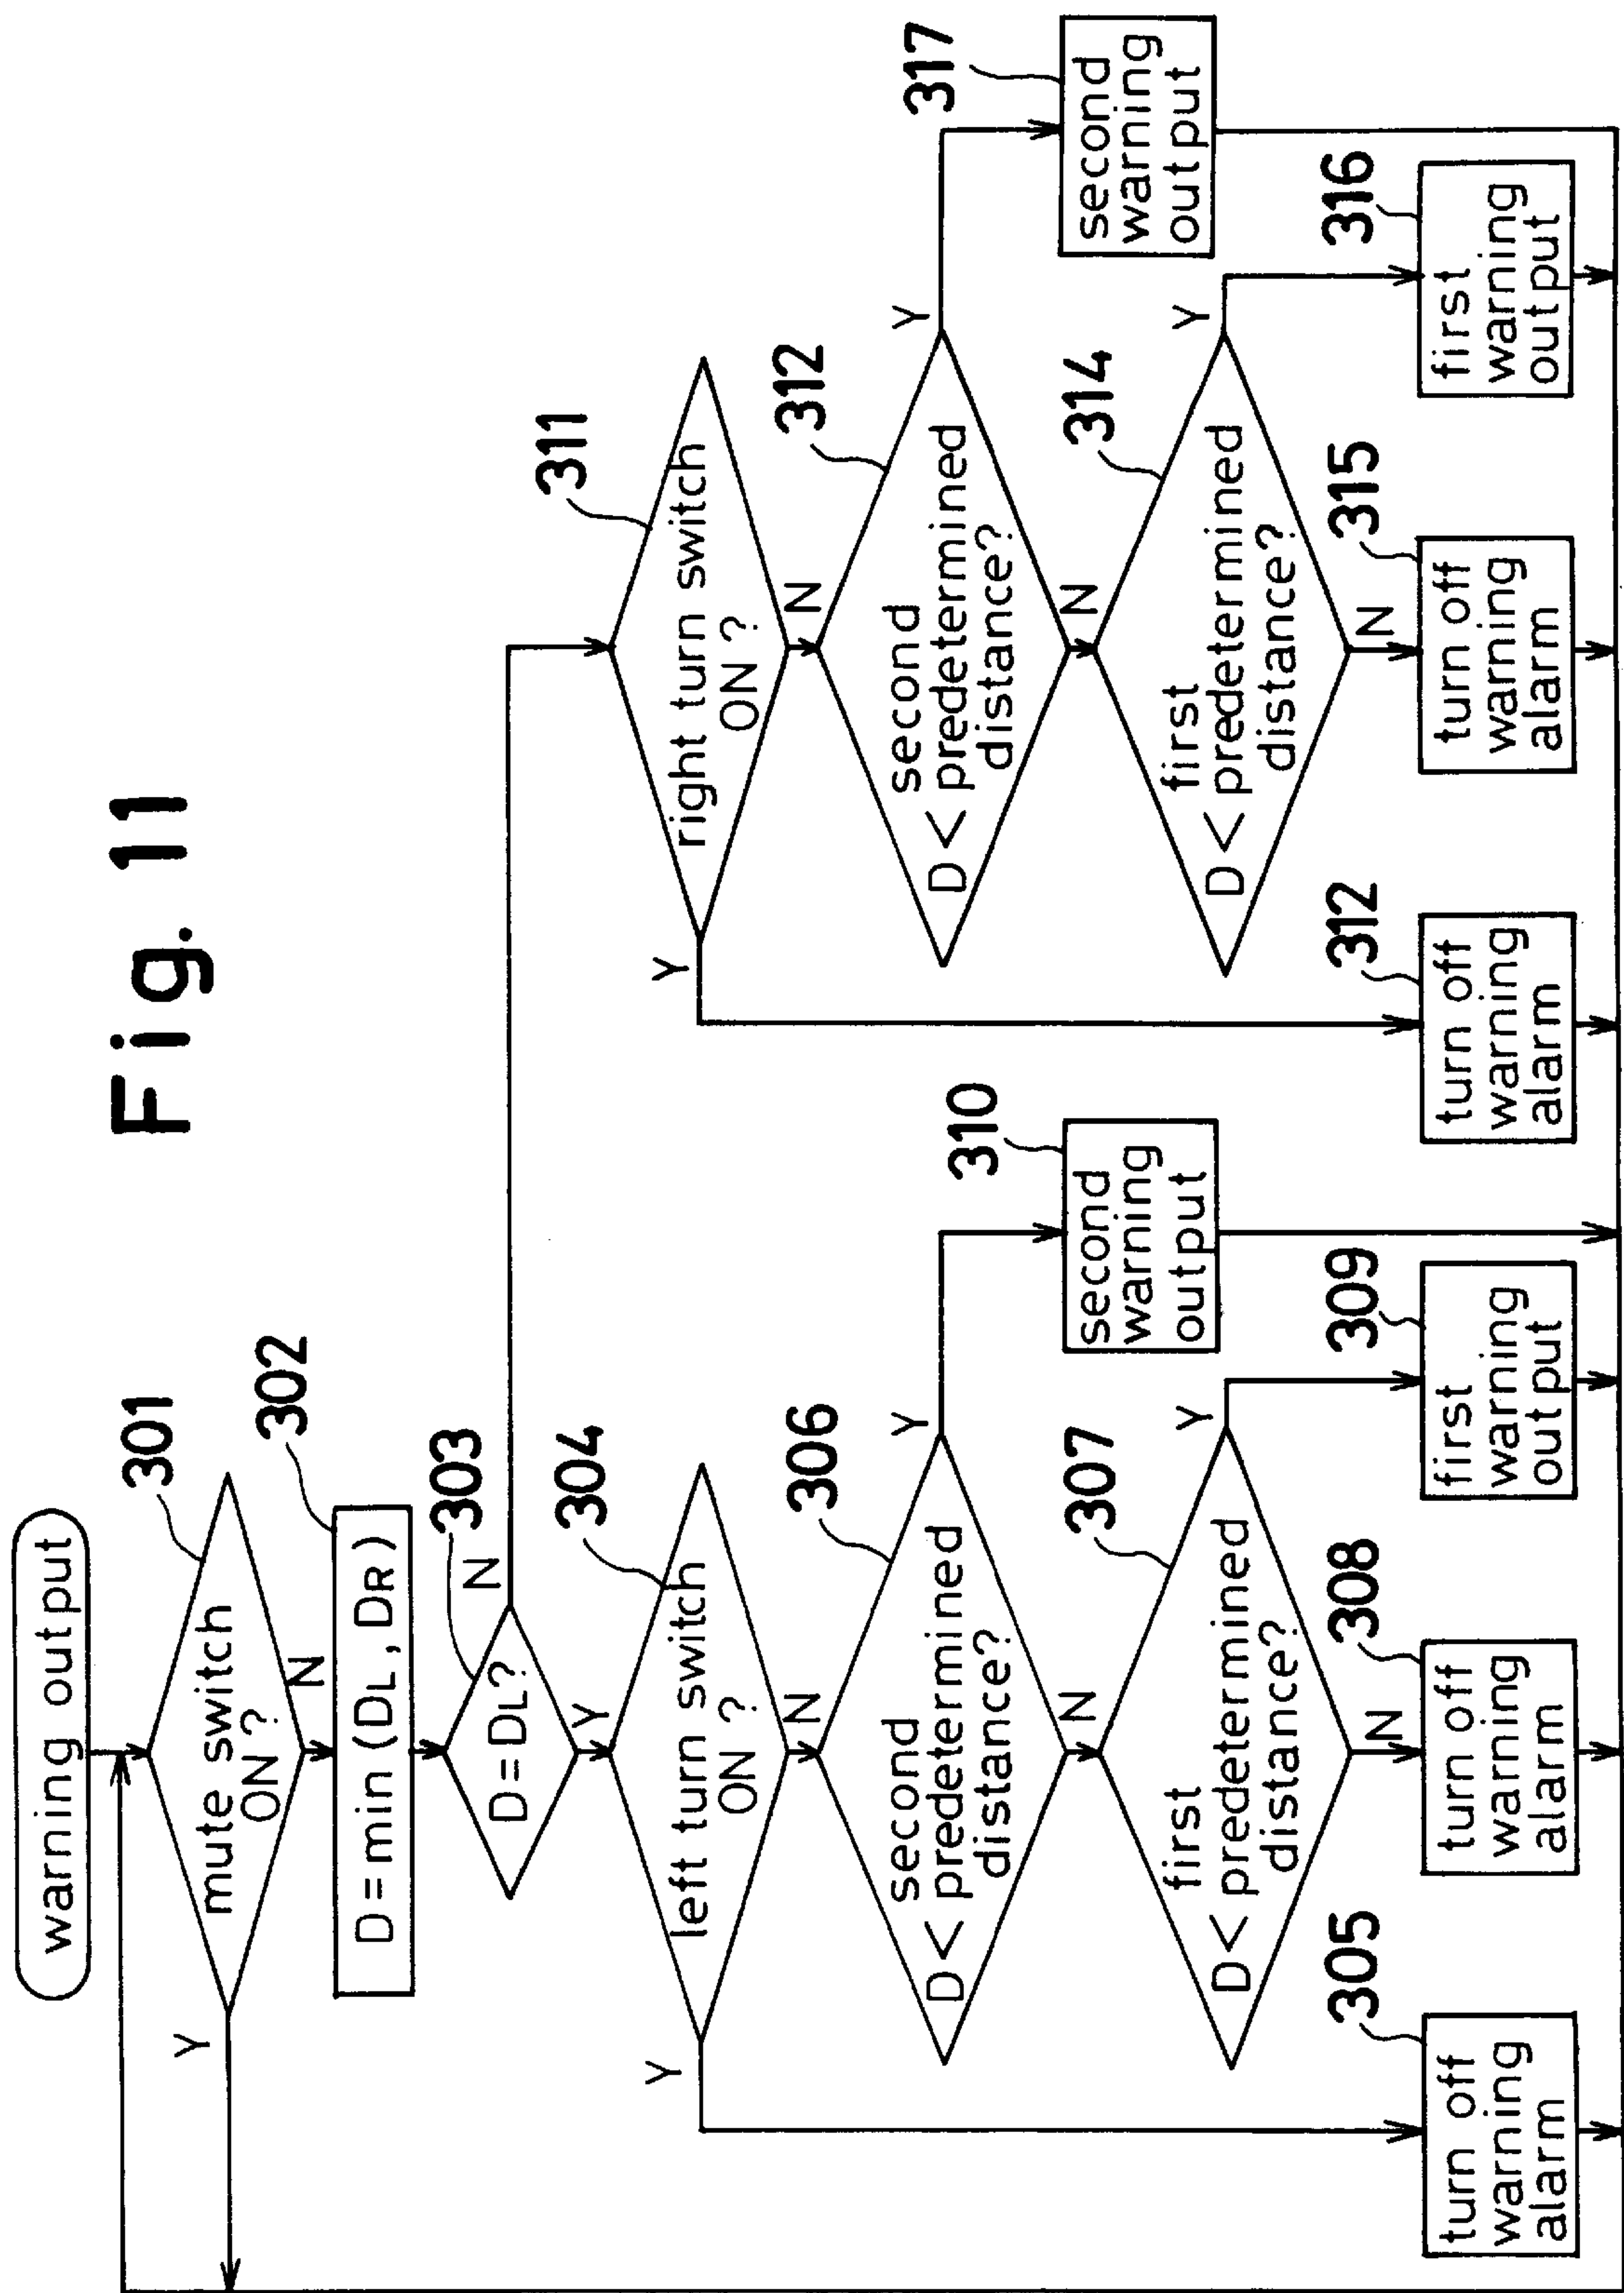 Fig. 11
warning output
301
mute switch
ON ?
Y
N
302
D = min (DL, DR)
303
D = DL?
N
Y
304
left turn switch
ON ?
Y
N
306
second
D < predetermined
distance?
Y
N
310
second
warning
output
307
first
D < predetermined
distance?
Y
N
305
turn off
warning
alarm
308
turn off
warning
alarm
309
first
warning
output
311
right turn switch
ON ?
Y
N
312
second
D < predetermined
distance?
Y
N
317
second
warning
output
314
first
D < predetermined
distance?
Y
N
312
turn off
warning
alarm
315
turn off
warning
alarm
316
first
warning
output